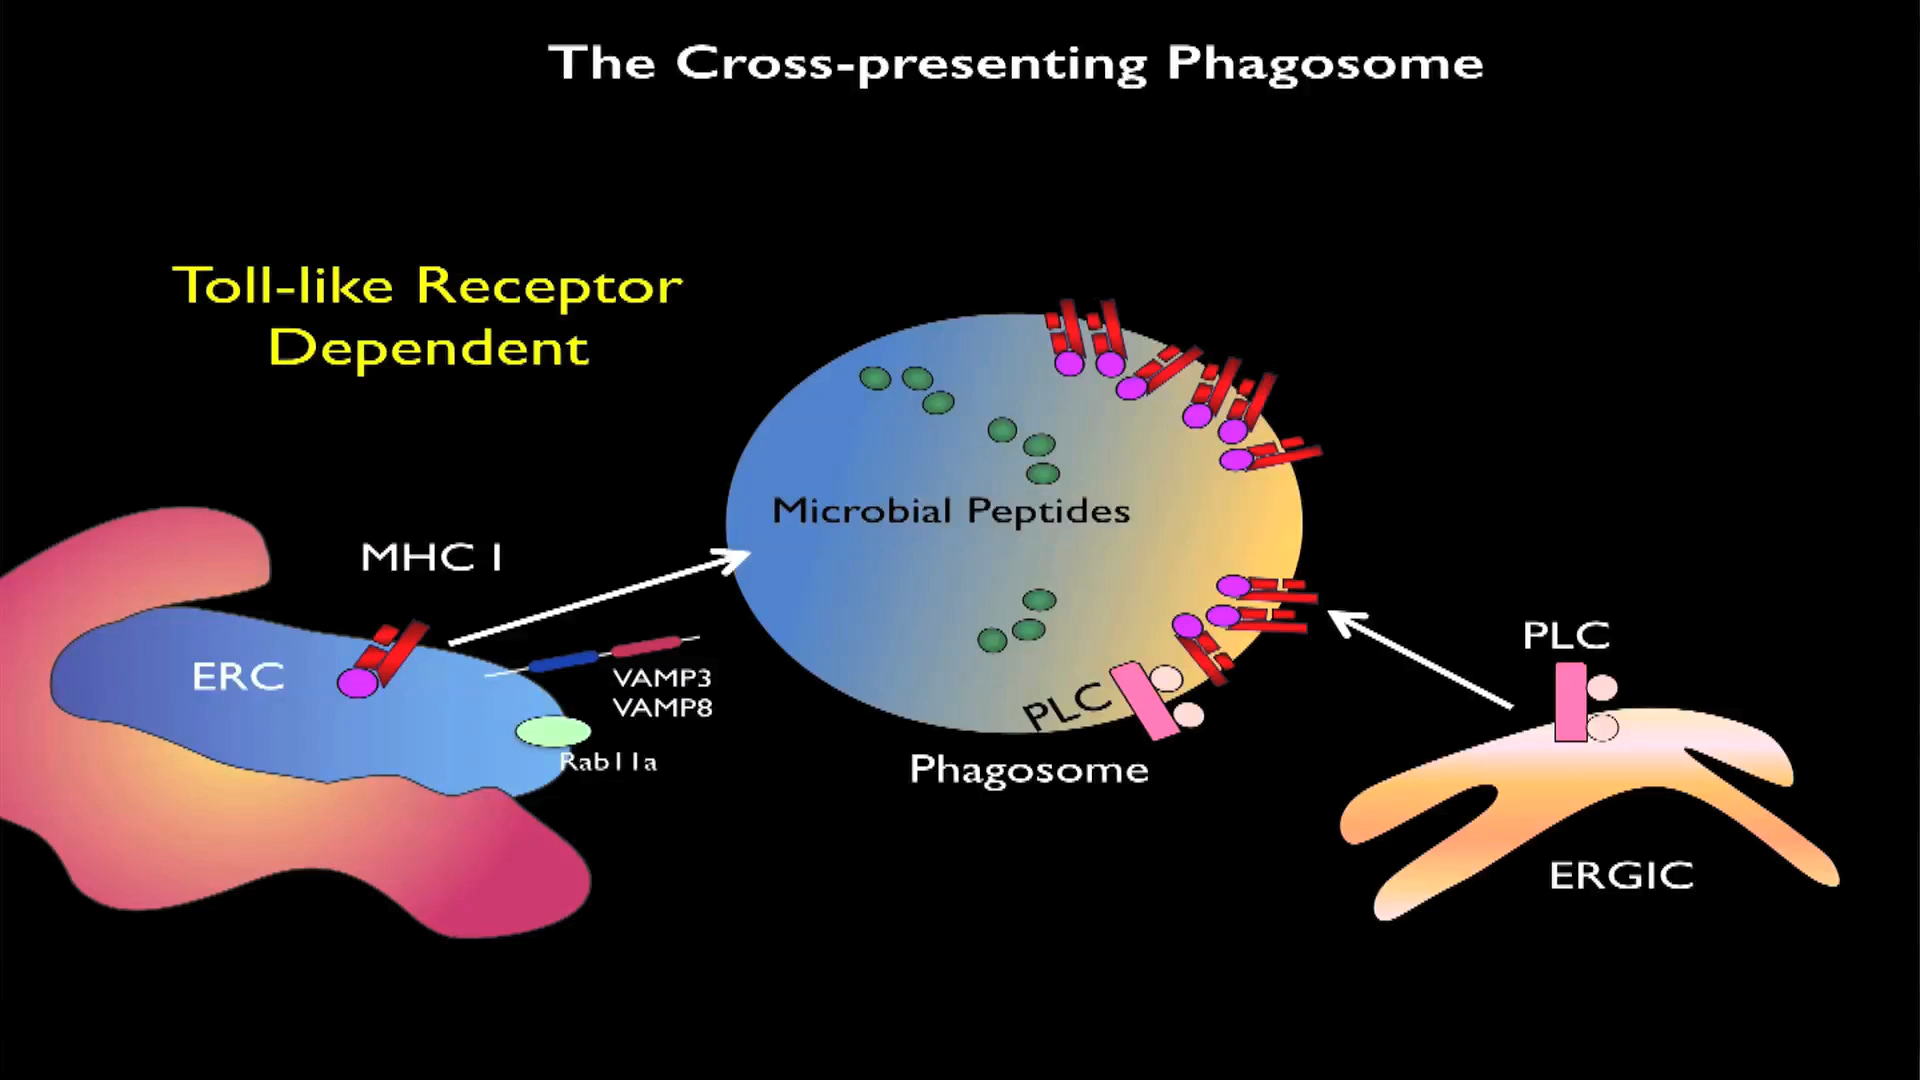 The Cross-presenting Phagosome
Toll-like Receptor
Dependent
MHC I
ERC
VAMP3
VAMP8
Rab11a
Microbial Peptides
PLC
Phagosome
PLC
ERGIC